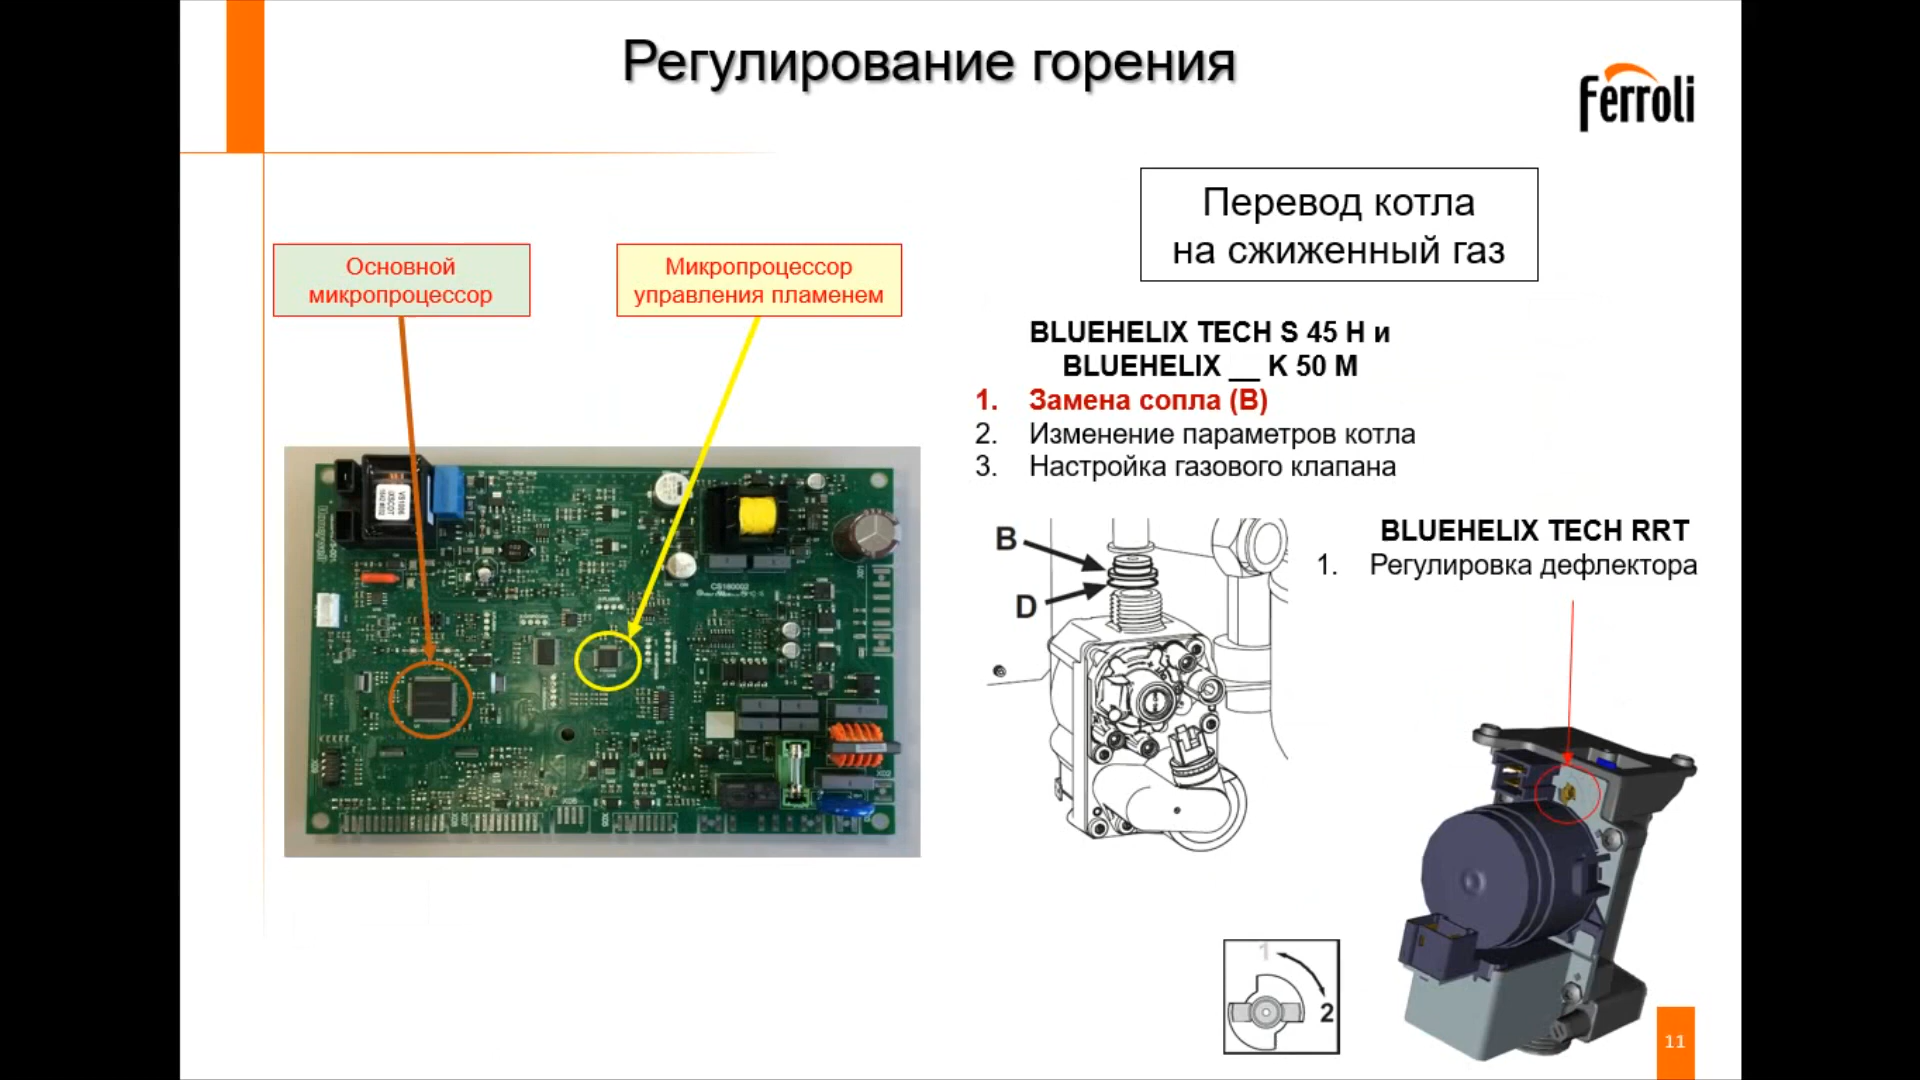 Регулирование горения
Ferroli
Перевод котла
на сжиженный газ
Основной
микропроцессор
Микропроцессор
управления пламенем
BLUEHELIX TECH S 45 H и
BLUEHELIX __ K 50 M
1. Замена сопла (B)
2. Изменение параметров котла
3. Настройка газового клапана
B
D
BLUEHELIX TECH RRT
1. Регулировка дефлектора
CS180002
1
2
11